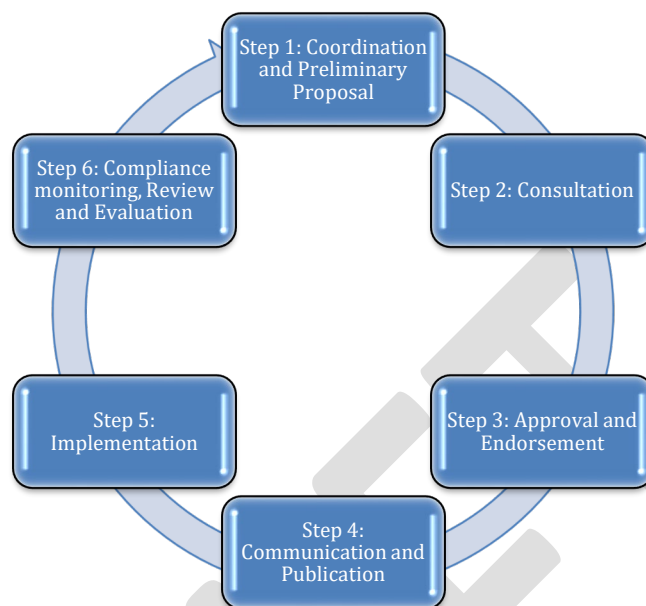 Step 1: Coordination
and Preliminary
Proposal
Step 2: Consultation
Step 3: Approval and
Endorsement
Step 4:
Communication and
Publication
Step 5:
Implementation
Step 6: Compliance
monitoring, Review
and Evaluation